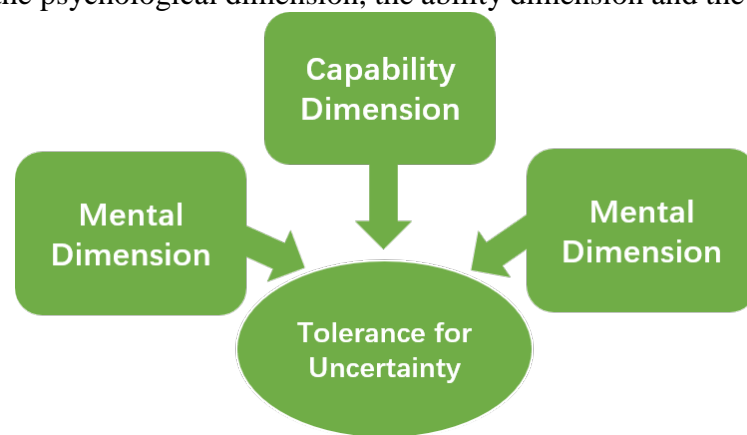 the psychological dimension, the ability dimension and the
Capability
Dimension
Mental
Dimension
Mental
Dimension
Tolerance for
Uncertainty